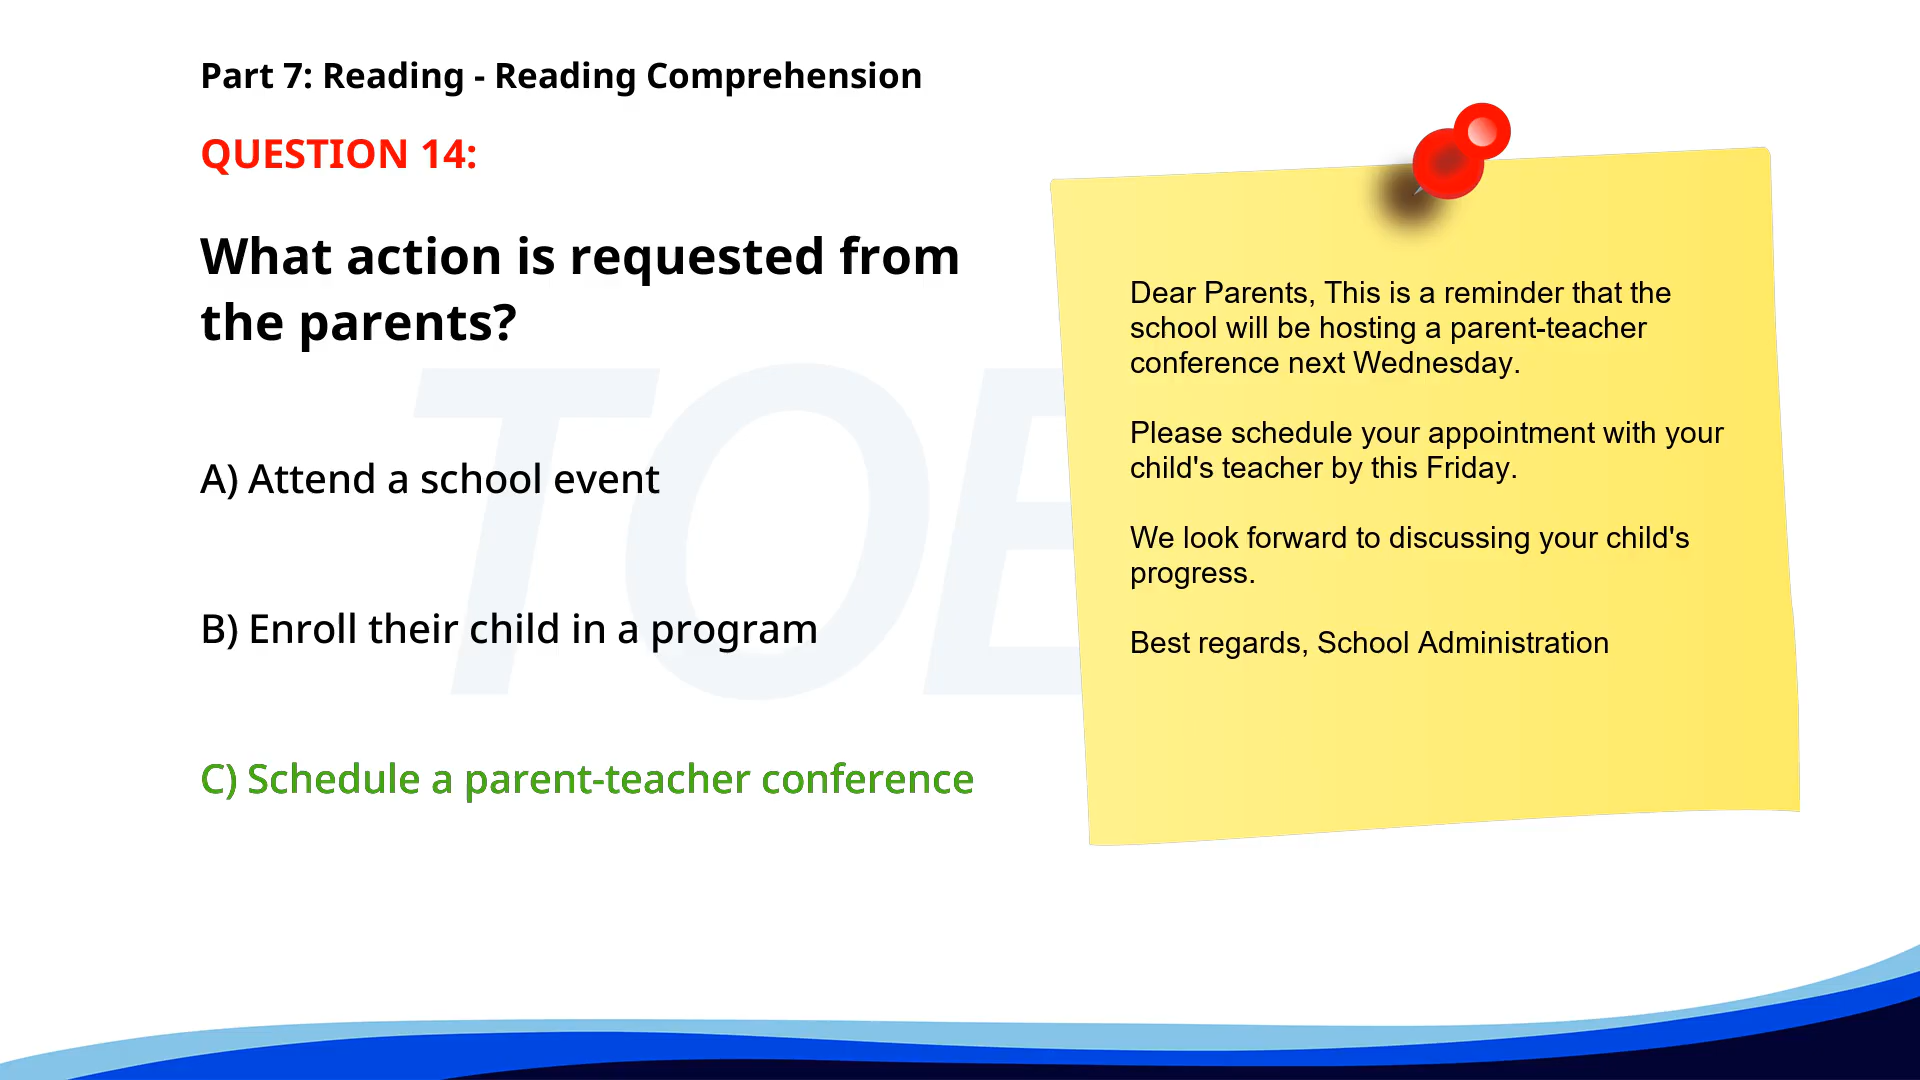 Part 7: Reading - Reading Comprehension
QUESTION 14:
What action is requested from
the parents?
A) Attend a school event
B) Enroll their child in a program
C) Schedule a parent-teacher conference
Dear Parents, This is a reminder that the
school will be hosting a parent-teacher
conference next Wednesday.
Please schedule your appointment with your
child's teacher by this Friday.
We look forward to discussing your child's
progress.
Best regards, School Administration
TOE